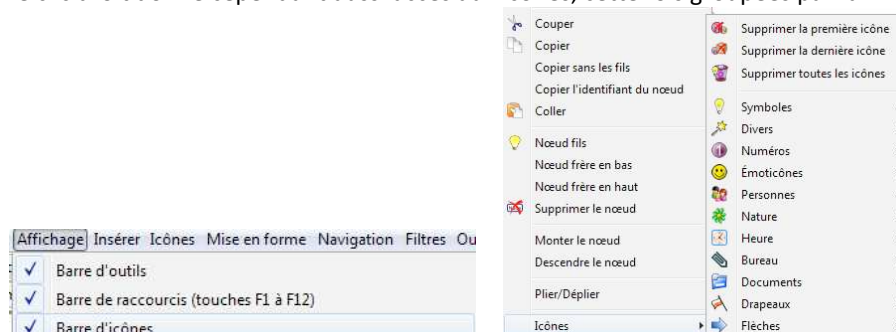 Couper
Copier
Copier sans les fils
Copier l'identifiant du nœud
Coller
Nœud fils
Nœud frère en bas
Nœud frère en haut
Supprimer le nœud
Monter le nœud
Descendre le nœud
Plier/Déplier
Icônes
Supprimer la première icône
Supprimer la dernière icône
Supprimer toutes les icônes
Symboles
Divers
Numéros
Émoticônes
Personnes
Nature
Heure
Bureau
Documents
Drapeaux
Flèches
Affichage Insérer Icônes Mise en forme Navigation Filtres Ou
Barre d'outils
Barre de raccourcis (touches F1 à F12)
Barre d'icônes